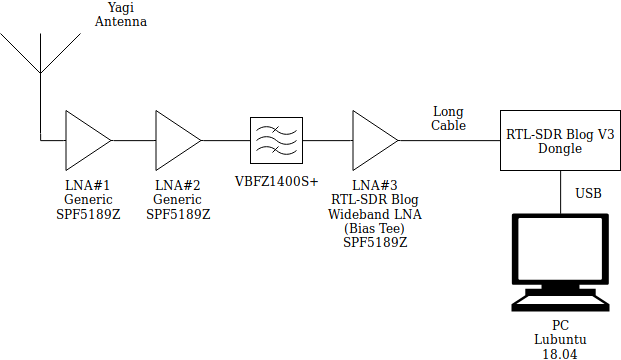 Yagi
Antenna
LNA#1
Generic
SPF5189Z
LNA#2
Generic
SPF5189Z
VBFZ1400S+
LNA#3
RTL-SDR Blog
Wideband LNA
(Bias Tee)
SPF5189Z
Long
Cable
RTL-SDR Blog V3
Dongle
USB
PC
Lubuntu
18.04